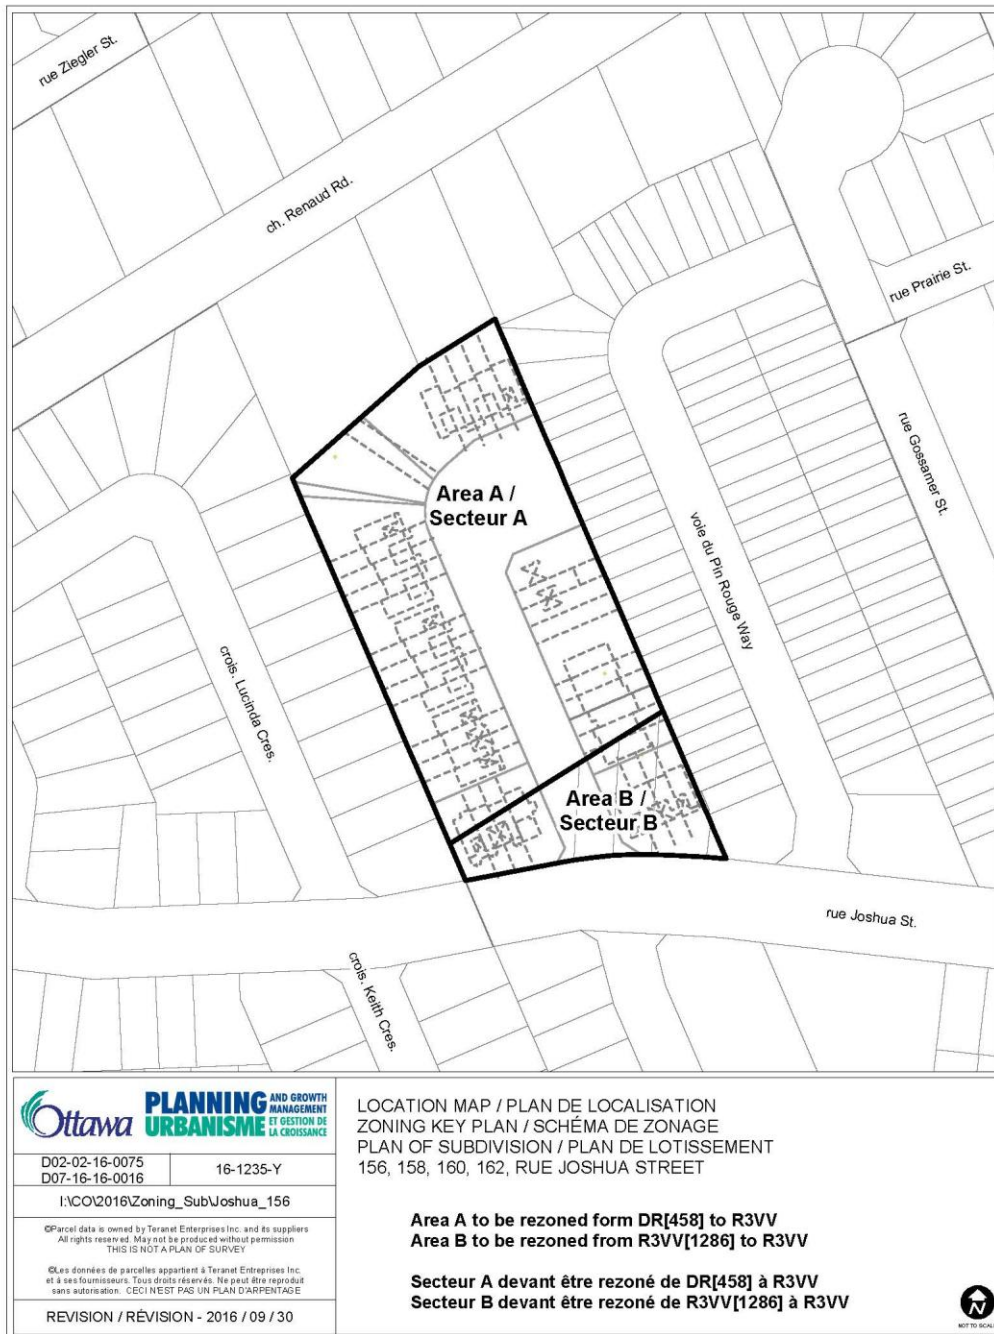 rue Ziegler St.
ch. Renaud Rd.
rue Prairie St.
rue Gossamer St.
Area A /
Secteur A
voie du Pin Rouge Way
crois. Lucinda Cres.
Area B /
Secteur B
rue Joshua St.
crois. Keith Cres.
Ottawa
PLANNING AND GROWTH MANAGEMENT
URBANISME ET GESTION DE LA CROISSANCE
D02-02-16-0075
D07-16-16-0016
16-1235-Y
I:\CO\2016\Zoning_Sub\Joshua_156
©Parcel data is owned by Teranet Enterprises Inc. and its suppliers
All rights reserved. May not be produced without permission
THIS IS NOT A PLAN OF SURVEY
©Les données de parcelles appartient à Teranet Entreprises Inc.
et à ses fournisseurs. Tous droits réservés. Ne peut être reproduit
sans autorisation. CECI N'EST PAS UN PLAN D'ARPENTAGE
REVISION / RÉVISION - 2016 / 09 / 30
LOCATION MAP / PLAN DE LOCALISATION
ZONING KEY PLAN / SCHÉMA DE ZONAGE
PLAN OF SUBDIVISION / PLAN DE LOTISSEMENT
156, 158, 160, 162, RUE JOSHUA STREET
Area A to be rezoned form DR[458] to R3VV
Area B to be rezoned from R3VV[1286] to R3VV
Secteur A devant être rezoné de DR[458] à R3VV
Secteur B devant être rezoné de R3VV[1286] à R3VV
N
NOT TO SCALE